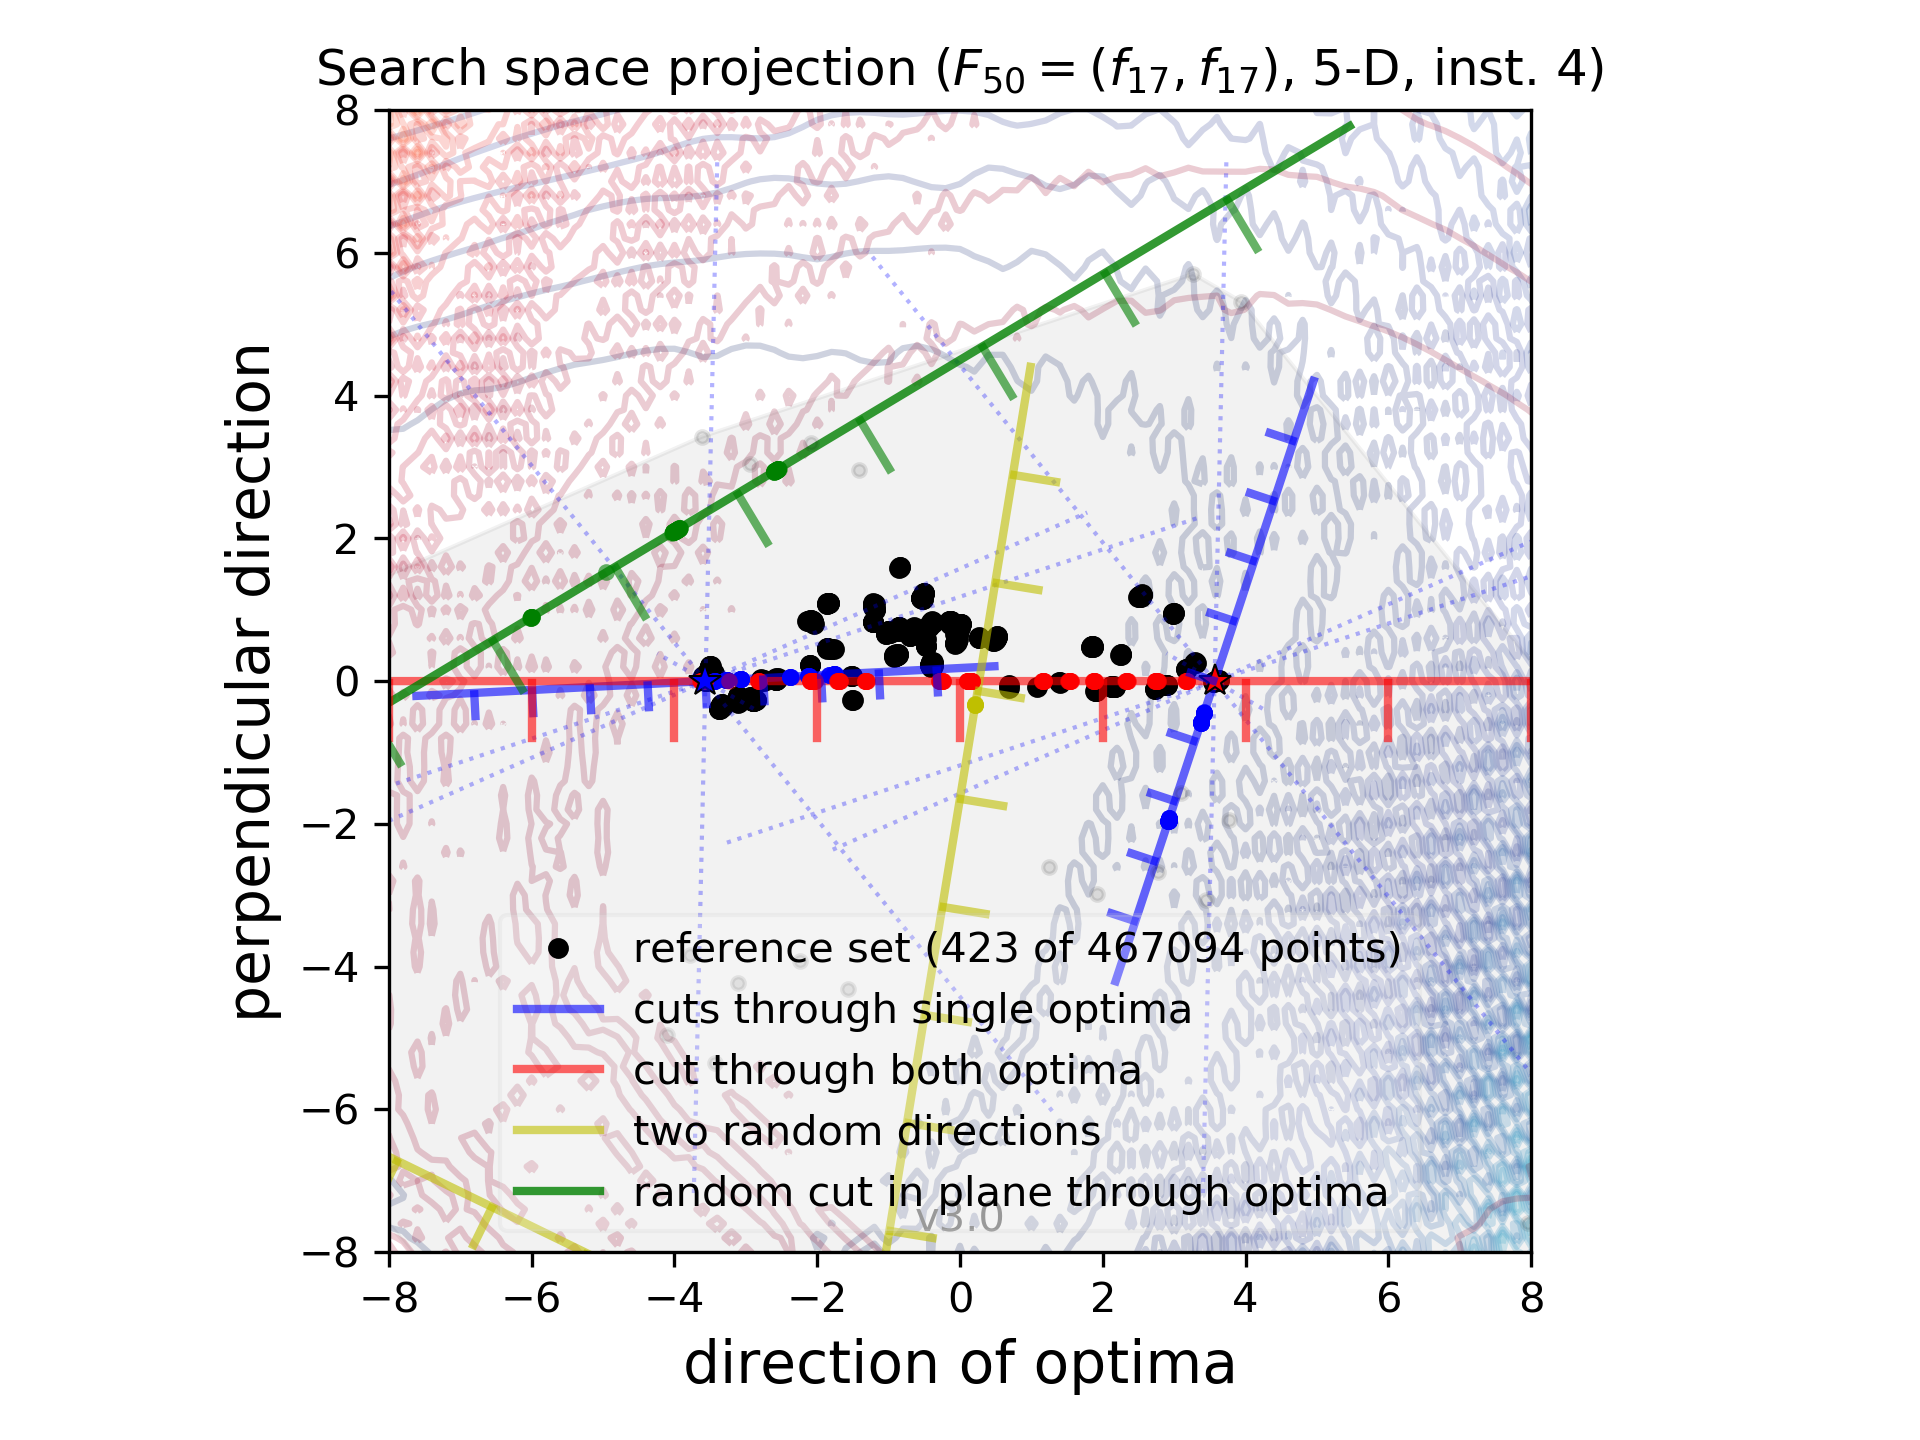 Search space projection (F50 = (f17, f17), 5-D, inst. 4)
8
6
4
2
0
−2
−4
−6
−8
perpendicular direction
reference set (423 of 467094 points)
cuts through single optima
cut through both optima
two random directions
random cut in plane through optima
v3.0
−8 −6 −4 −2 0 2 4 6 8
direction of optima